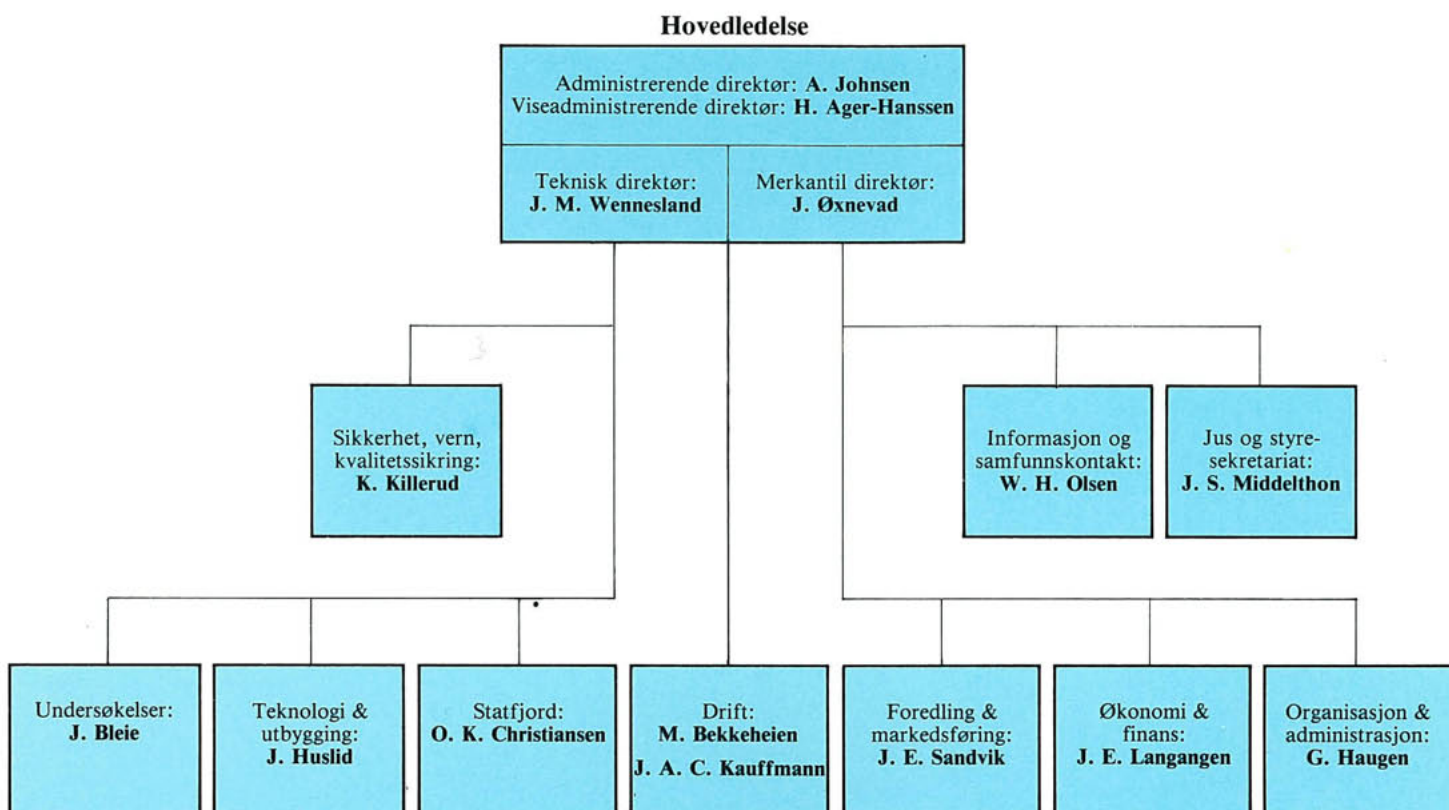 Hovedledelse
Administrerende direktør: A. Johnsen
Viseadministrerende direktør: H. Ager-Hanssen
Teknisk direktør:
J. M. Wennesland
Merkantil direktør:
J. Øxnevad
Sikkerhet, vern,
kvalitetssikring:
K. Killerud
Informasjon og
samfunnskontakt:
W. H. Olsen
Jus og styre-
sekretariat:
J. S. Middelthon
Undersøkelser:
J. Bleie
Teknologi &
utbygging:
J. Huslid
Statfjord:
O. K. Christiansen
Drift:
M. Bekkeheien
J. A. C. Kauffmann
Foredling &
markedsføring:
J. E. Sandvik
Økonomi &
finans:
J. E. Langangen
Organisasjon &
administrasjon:
G. Haugen